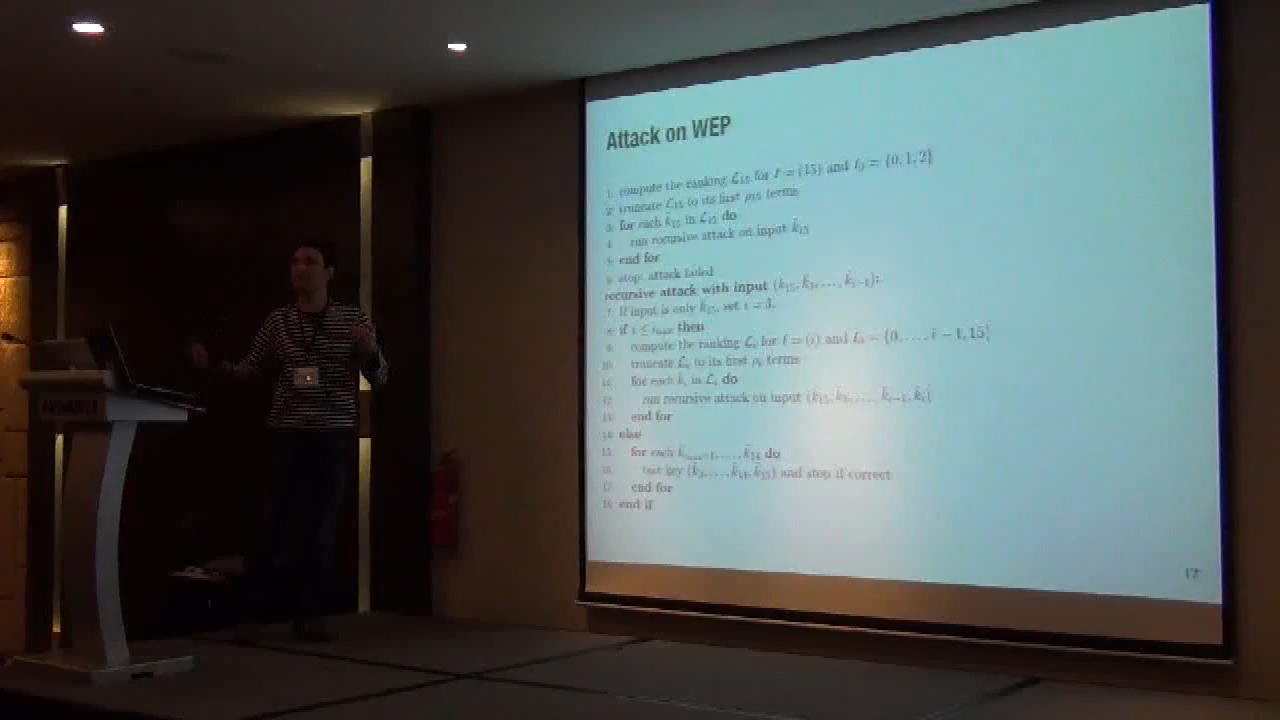 Attack on WEP
1: compute the ranking 𝓛₁₅ for I = (15) and I₀ = {0, 1, 2}
2: truncate 𝓛₁₅ to its first ρ₁₅ terms
3: for each k̄₁₅ in 𝓛₁₅ do
4: run recursive attack on input k̄₁₅
5: end for
6: stop: attack failed
recursive attack with input (k̄₁₅, k̄₃, …, k̄ᵢ₋₁):
7: If input is only k̄₁₅, set i = 3.
8: if i ≤ iₘₐₓ then
9: compute the ranking 𝓛ᵢ for I = (i) and I₀ = {0, …, i − 1, 15}
10: truncate 𝓛ᵢ to its first ρᵢ terms
11: for each k̄ᵢ in 𝓛ᵢ do
12: run recursive attack on input (k̄₁₅, k̄₃, …, k̄ᵢ₋₁, k̄ᵢ)
13: end for
14: else
15: for each k̄ᵢₘₐₓ₊₁, …, k̄₁₄ do
16: test key (k̄₃, …, k̄₁₄, k̄₁₅) and stop if correct
17: end for
18: end if